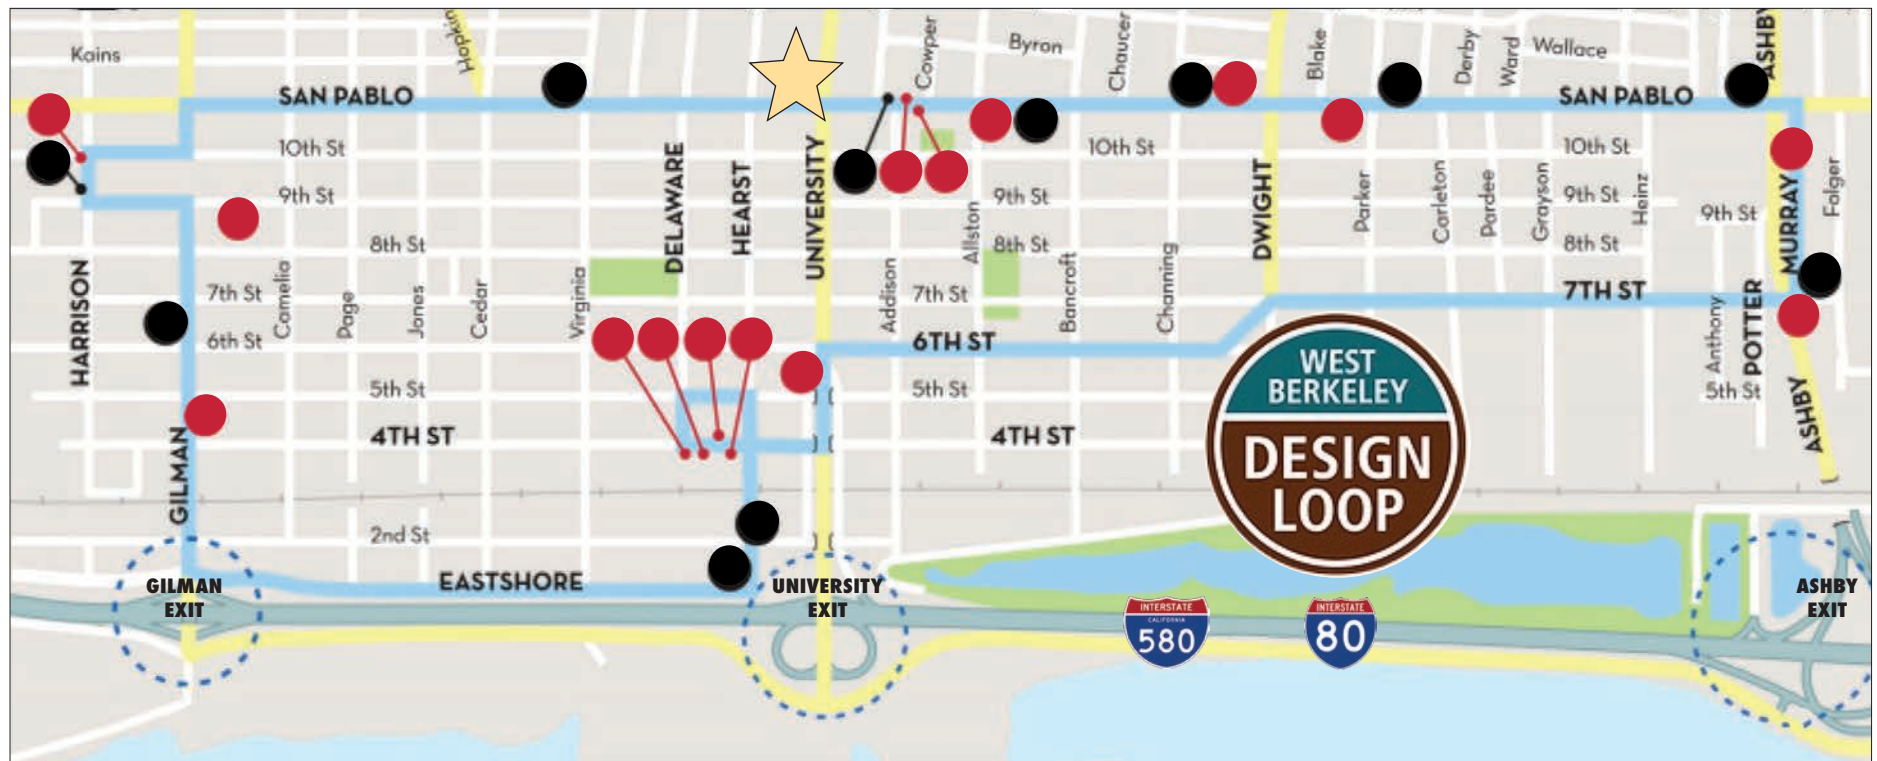 Kains
Hopkin
Cowper
Byron
Chaucer
Blake
Derby
Ward
Wallace
ASHBY
SAN PABLO
SAN PABLO
10th St
10th St
10th St
9th St
9th St
9th St
9th St
8th St
8th St
8th St
HARRISON
GILMAN
Camelia
Page
Jones
Cedar
Virginia
DELAWARE
HEARST
UNIVERSITY
Addison
Allston
Bancroft
Channing
DWIGHT
Parker
Carleton
Pardee
Grayson
Heinz
Anthony
POTTER
MURRAY
Folger
ASHBY
7th St
7th St
7TH ST
6th St
6TH ST
5th St
5th St
5th St
4TH ST
4TH ST
2nd St
EASTSHORE
WEST
BERKELEY
DESIGN
LOOP
GILMAN
EXIT
UNIVERSITY
EXIT
ASHBY
EXIT
INTERSTATE
CALIFORNIA
580
INTERSTATE
80